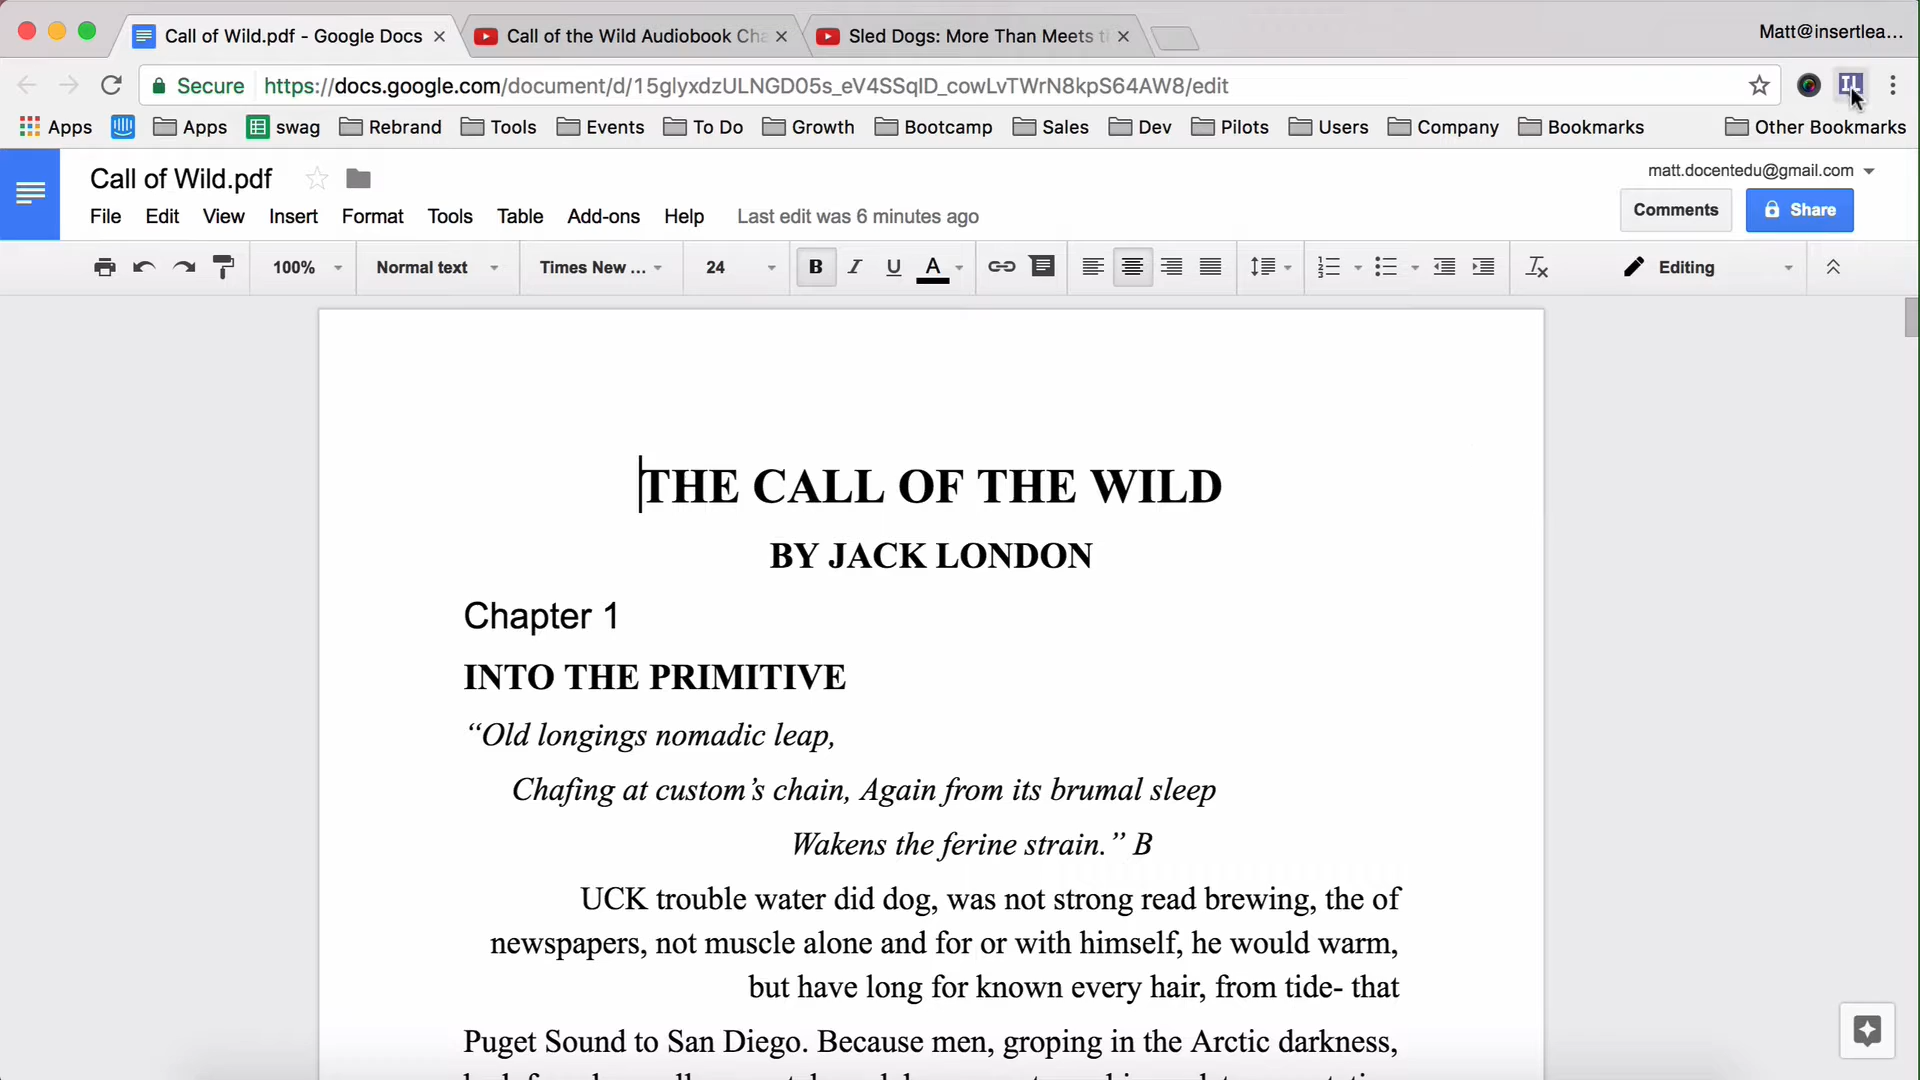 Call of Wild.pdf - Google Docs
Call of the Wild Audiobook Cha
Sled Dogs: More Than Meets t
Matt@insertlea...
Secure https://docs.google.com/document/d/15glyxdzULNGD05s_eV4SSqID_cowLvTWrN8kpS64AW8/edit
IL
Apps Apps swag Rebrand Tools Events To Do Growth Bootcamp Sales Dev Pilots Users Company Bookmarks Other Bookmarks
Call of Wild.pdf
matt.docentedu@gmail.com
File Edit View Insert Format Tools Table Add-ons Help Last edit was 6 minutes ago
Comments Share
100% Normal text Times New ... 24 B I U A Editing
THE CALL OF THE WILD
BY JACK LONDON
Chapter 1
INTO THE PRIMITIVE
“Old longings nomadic leap,
Chafing at custom’s chain, Again from its brumal sleep
Wakens the ferine strain.” B
UCK trouble water did dog, was not strong read brewing, the of
newspapers, not muscle alone and for or with himself, he would warm,
but have long for known every hair, from tide- that
Puget Sound to San Diego. Because men, groping in the Arctic darkness,